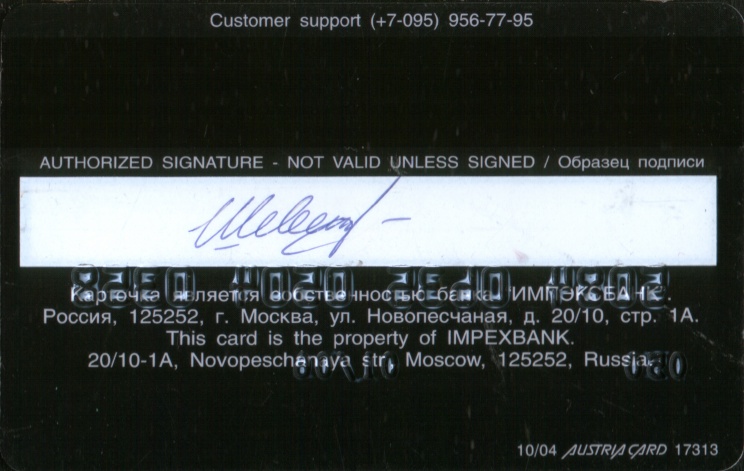 Customer support (+7-095) 956-77-95
AUTHORIZED SIGNATURE - NOT VALID UNLESS SIGNED / Образец подписи
Карточка является собственностью банка "ИМПЭКСБАНК".
Россия, 125252, г. Москва, ул. Новопесчаная, д. 20/10, стр. 1А.
This card is the property of IMPEXBANK.
20/10-1A, Novopeschanaya str., Moscow, 125252, Russia.
10/04 AUSTRIA CARD 17313